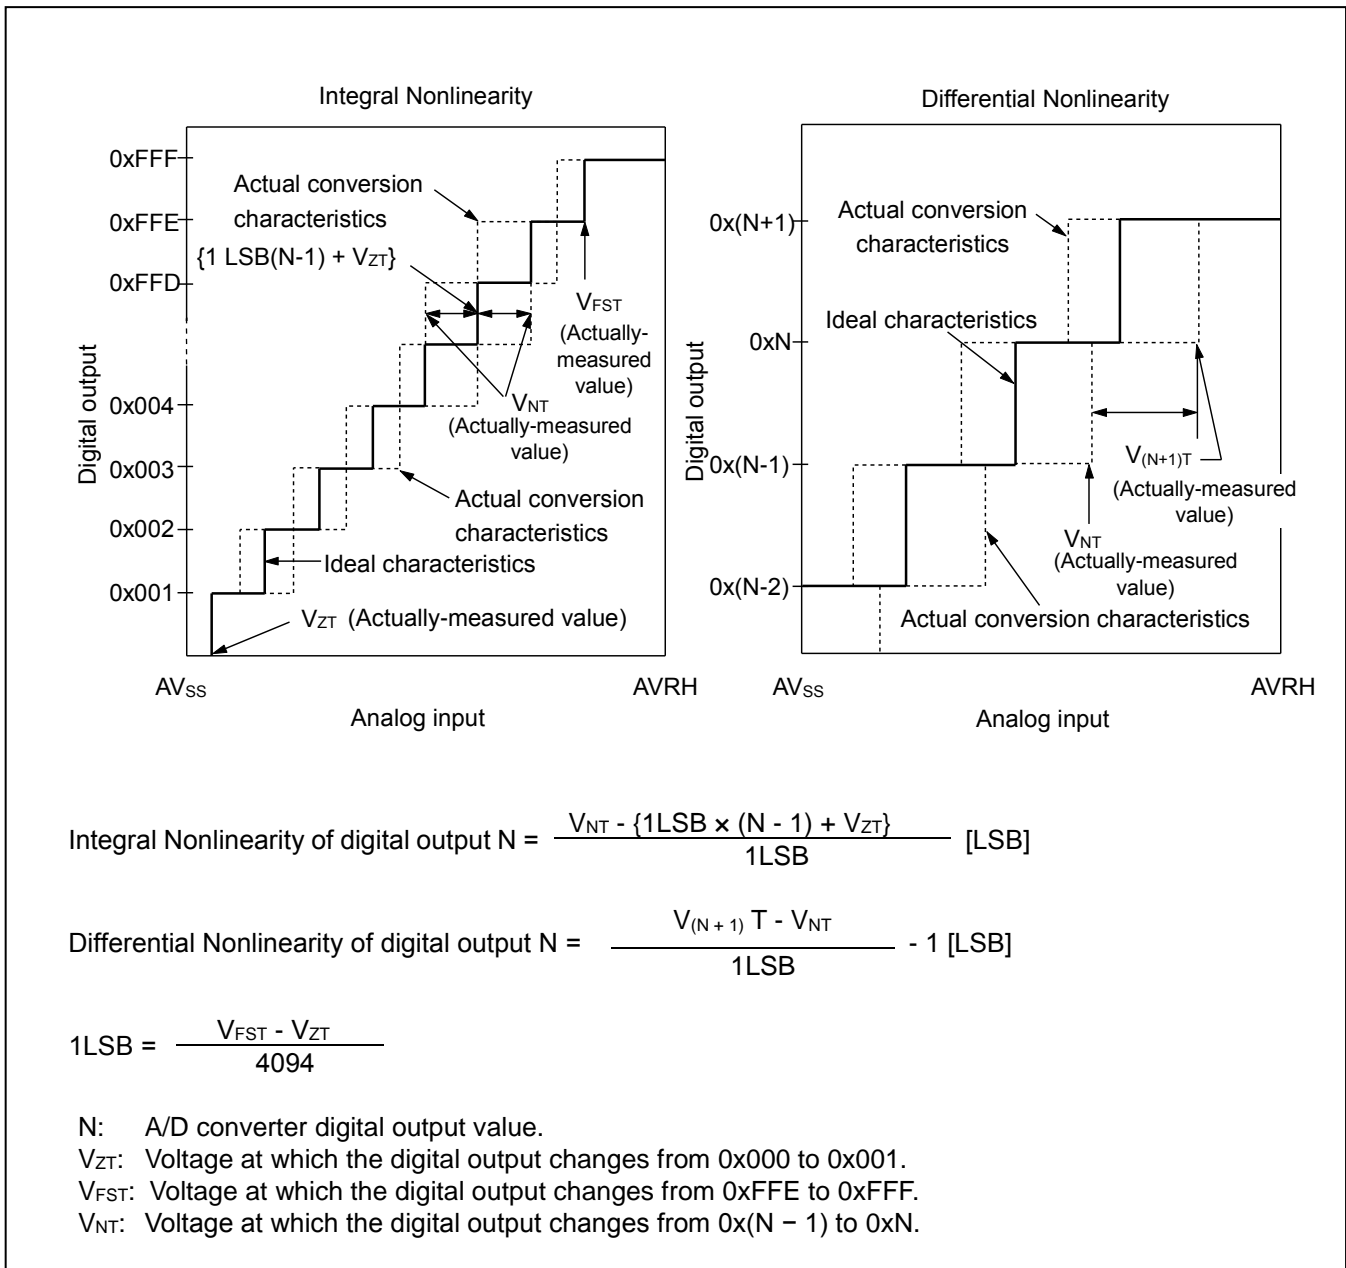 Integral Nonlinearity
0xFFF
0xFFE
0xFFD
0x004
0x003
0x002
0x001
Digital output
Actual conversion
characteristics
{1 LSB(N-1) + VZT}
VFST
(Actually-
measured
value)
VNT
(Actually-measured
value)
Actual conversion
characteristics
Ideal characteristics
VZT (Actually-measured value)
AVSS
AVRH
Analog input
Differential Nonlinearity
0x(N+1)
0xN
0x(N-1)
0x(N-2)
Digital output
Actual conversion
characteristics
Ideal characteristics
V(N+1)T
(Actually-measured
value)
VNT
(Actually-measured
value)
Actual conversion characteristics
AVSS
AVRH
Analog input
Integral Nonlinearity of digital output N = VNT - {1LSB × (N - 1) + VZT} / 1LSB [LSB]
Differential Nonlinearity of digital output N = V(N + 1) T - VNT / 1LSB - 1 [LSB]
1LSB = VFST - VZT / 4094
N: A/D converter digital output value.
VZT: Voltage at which the digital output changes from 0x000 to 0x001.
VFST: Voltage at which the digital output changes from 0xFFE to 0xFFF.
VNT: Voltage at which the digital output changes from 0x(N − 1) to 0xN.